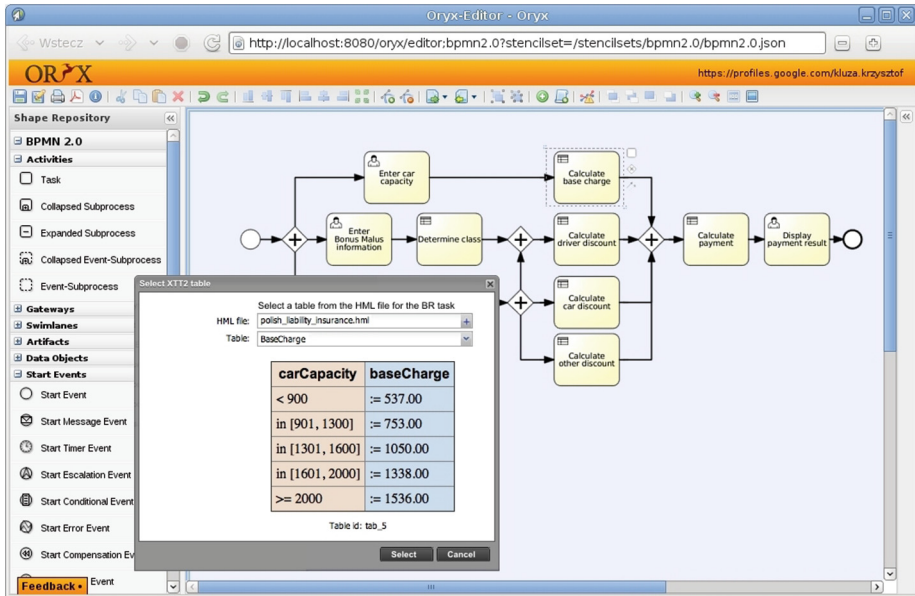 Oryx-Editor - Oryx
Wstecz
http://localhost:8080/oryx/editor;bpmn2.0?stencilset=/stencilsets/bpmn2.0/bpmn2.0.json
ORYX
https://profiles.google.com/kluza.krzysztof
Shape Repository
BPMN 2.0
Activities
Task
Collapsed Subprocess
Expanded Subprocess
Collapsed Event-Subprocess
Event-Subprocess
Gateways
Swimlanes
Artifacts
Data Objects
Start Events
Start Event
Start Message Event
Start Timer Event
Start Escalation Event
Start Conditional Event
Start Error Event
Start Compensation Ev
Event
Feedback
Enter car
capacity
Calculate
base charge
Enter
Bonus Malus
information
Determine class
Calculate
driver discount
Calculate
payment
Display
payment result
Calculate
car discount
Calculate
other discount
Select XTT2 table
Select a table from the HML file for the BR task
HML file: polish_liability_insurance.hml
Table: BaseCharge
carCapacity baseCharge
< 900 := 537.00
in [901, 1300] := 753.00
in [1301, 1600] := 1050.00
in [1601, 2000] := 1338.00
>= 2000 := 1536.00
Table id: tab_5
Select Cancel